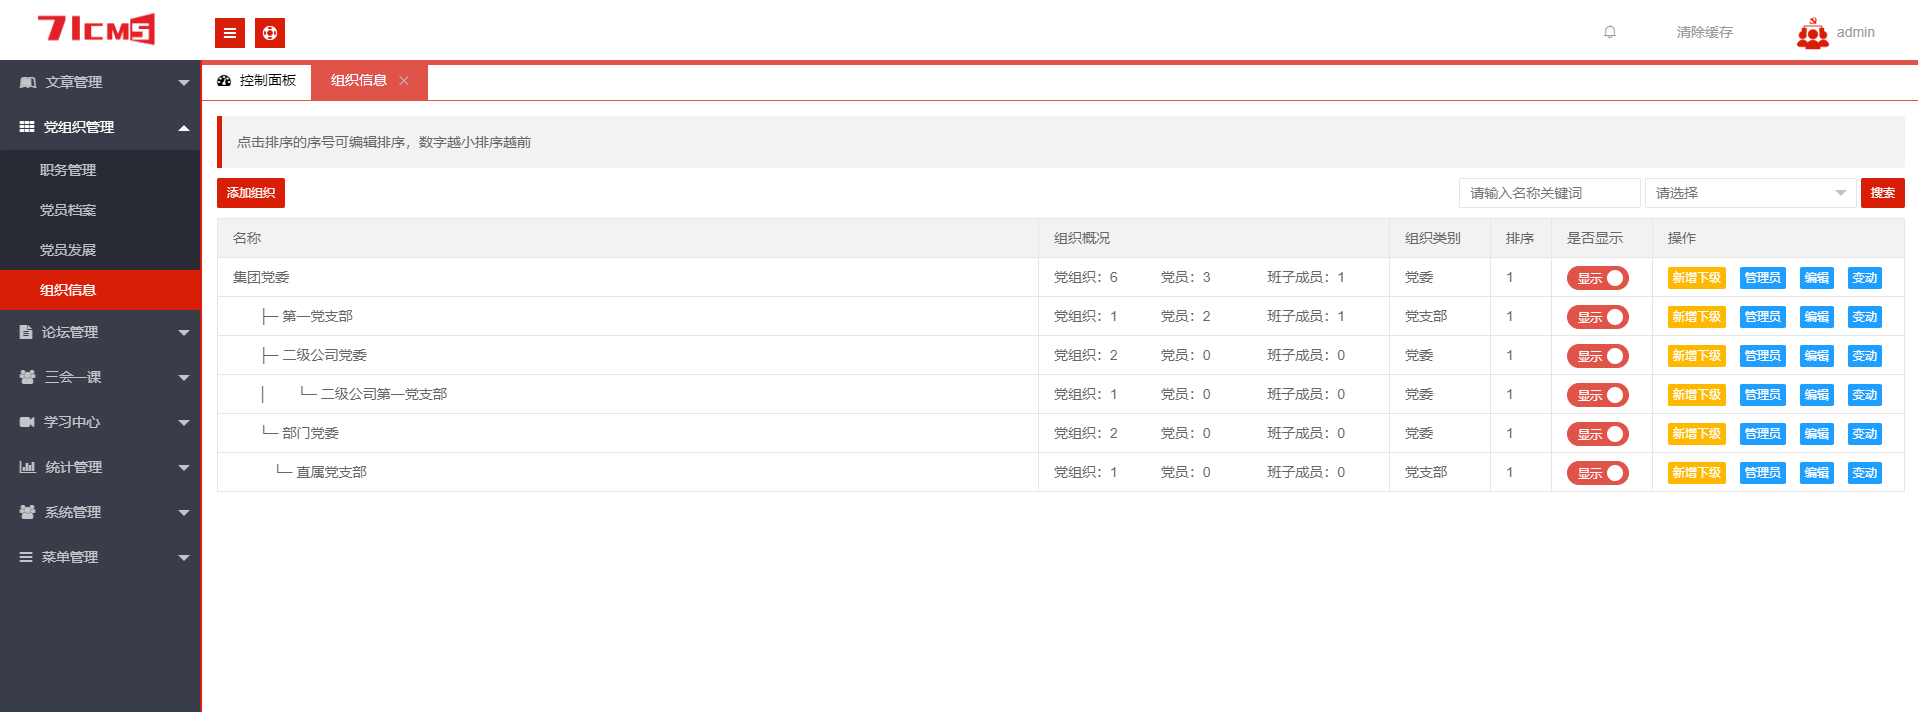 71CMS
清除缓存 admin
文章管理
党组织管理
职务管理
党员档案
党员发展
组织信息
论坛管理
三会一课
学习中心
统计管理
系统管理
菜单管理
控制面板 组织信息
点击排序的序号可编辑排序，数字越小排序越前
添加组织 请输入名称关键词 请选择 搜索
名称 组织概况 组织类别 排序 是否显示 操作
集团党委 党组织：6 党员：3 班子成员：1 党委 1 显示 新增下级 管理员 编辑 变动
├─ 第一党支部 党组织：1 党员：2 班子成员：1 党支部 1 显示 新增下级 管理员 编辑 变动
├─ 二级公司党委 党组织：2 党员：0 班子成员：0 党委 1 显示 新增下级 管理员 编辑 变动
│ └─ 二级公司第一党支部 党组织：1 党员：0 班子成员：0 党委 1 显示 新增下级 管理员 编辑 变动
└─ 部门党委 党组织：2 党员：0 班子成员：0 党委 1 显示 新增下级 管理员 编辑 变动
└─ 直属党支部 党组织：1 党员：0 班子成员：0 党支部 1 显示 新增下级 管理员 编辑 变动